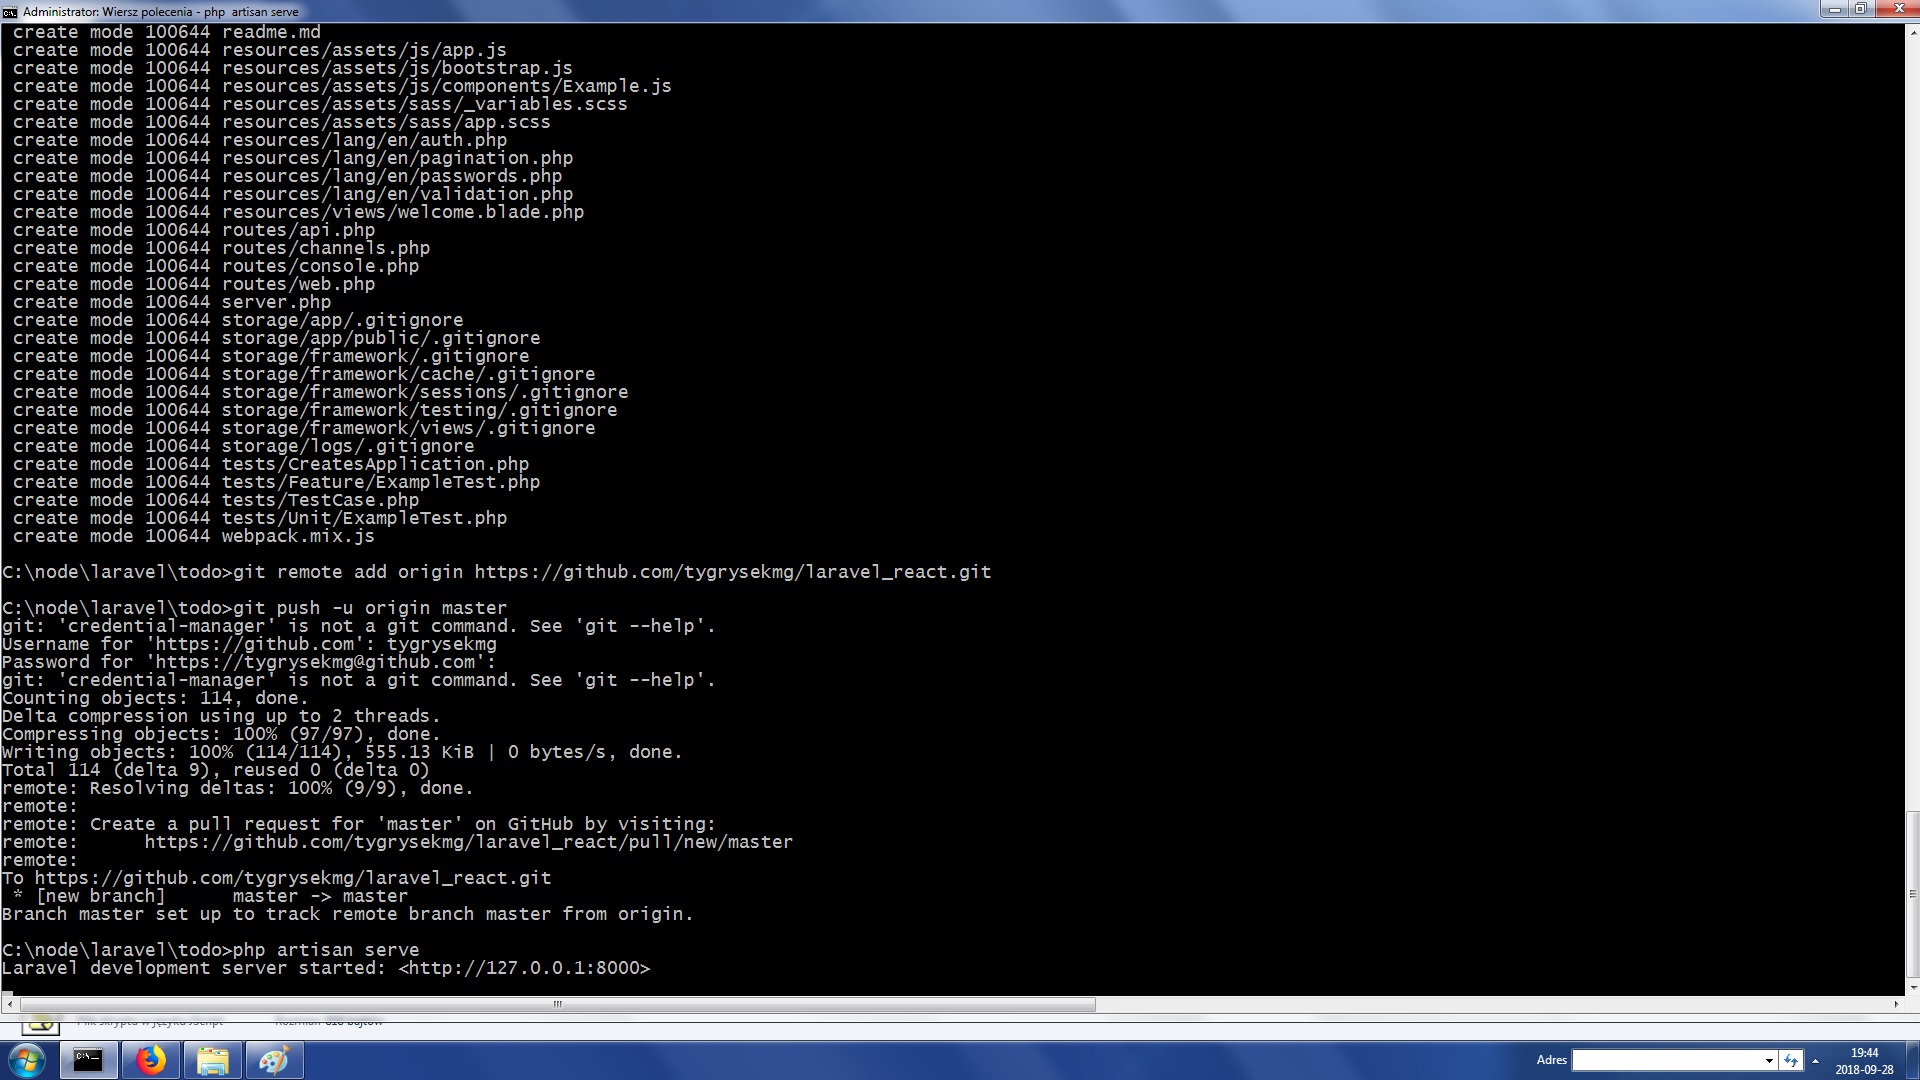 Administrator: Wiersz polecenia - php  artisan serve
create mode 100644 readme.md
create mode 100644 resources/assets/js/app.js
create mode 100644 resources/assets/js/bootstrap.js
create mode 100644 resources/assets/js/components/Example.js
create mode 100644 resources/assets/sass/_variables.scss
create mode 100644 resources/assets/sass/app.scss
create mode 100644 resources/lang/en/auth.php
create mode 100644 resources/lang/en/pagination.php
create mode 100644 resources/lang/en/passwords.php
create mode 100644 resources/lang/en/validation.php
create mode 100644 resources/views/welcome.blade.php
create mode 100644 routes/api.php
create mode 100644 routes/channels.php
create mode 100644 routes/console.php
create mode 100644 routes/web.php
create mode 100644 server.php
create mode 100644 storage/app/.gitignore
create mode 100644 storage/app/public/.gitignore
create mode 100644 storage/framework/.gitignore
create mode 100644 storage/framework/cache/.gitignore
create mode 100644 storage/framework/sessions/.gitignore
create mode 100644 storage/framework/testing/.gitignore
create mode 100644 storage/framework/views/.gitignore
create mode 100644 storage/logs/.gitignore
create mode 100644 tests/CreatesApplication.php
create mode 100644 tests/Feature/ExampleTest.php
create mode 100644 tests/TestCase.php
create mode 100644 tests/Unit/ExampleTest.php
create mode 100644 webpack.mix.js
C:\node\laravel\todo>git remote add origin https://github.com/tygrysekmg/laravel_react.git
C:\node\laravel\todo>git push -u origin master
git: 'credential-manager' is not a git command. See 'git --help'.
Username for 'https://github.com': tygrysekmg
Password for 'https://tygrysekmg@github.com':
git: 'credential-manager' is not a git command. See 'git --help'.
Counting objects: 114, done.
Delta compression using up to 2 threads.
Compressing objects: 100% (97/97), done.
Writing objects: 100% (114/114), 555.13 KiB | 0 bytes/s, done.
Total 114 (delta 9), reused 0 (delta 0)
remote: Resolving deltas: 100% (9/9), done.
remote:
remote: Create a pull request for 'master' on GitHub by visiting:
remote:      https://github.com/tygrysekmg/laravel_react/pull/new/master
remote:
To https://github.com/tygrysekmg/laravel_react.git
* [new branch]      master -> master
Branch master set up to track remote branch master from origin.
C:\node\laravel\todo>php artisan serve
Laravel development server started: <http://127.0.0.1:8000>
Adres
19:44
2018-09-28